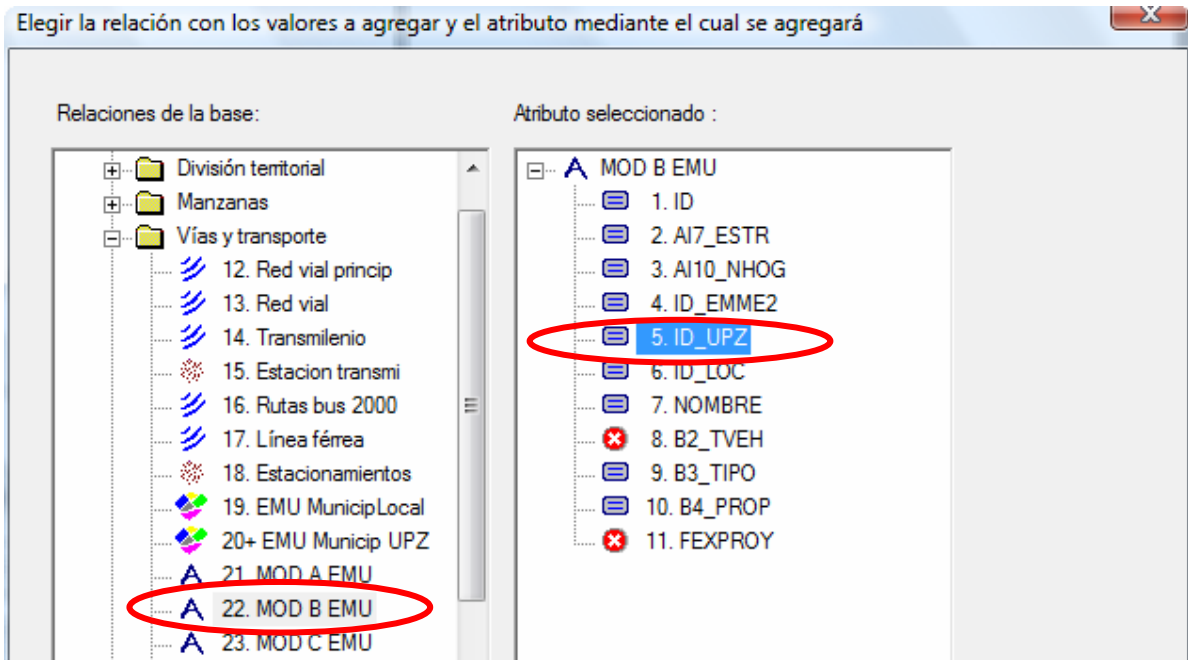 Elegir la relación con los valores a agregar y el atributo mediante el cual se agregará
Relaciones de la base:
División territorial
Manzanas
Vías y transporte
12. Red vial princip
13. Red vial
14. Transmilenio
15. Estacion transmi
16. Rutas bus 2000
17. Línea férrea
18. Estacionamientos
19. EMU MunicipLocal
20+ EMU Municip UPZ
21. MOD A EMU
22. MOD B EMU
23. MOD C EMU
Atributo seleccionado :
MOD B EMU
1. ID
2. AI7_ESTR
3. AI10_NHOG
4. ID_EMME2
5. ID_UPZ
6. ID_LOC
7. NOMBRE
8. B2_TVEH
9. B3_TIPO
10. B4_PROP
11. FEXPROY